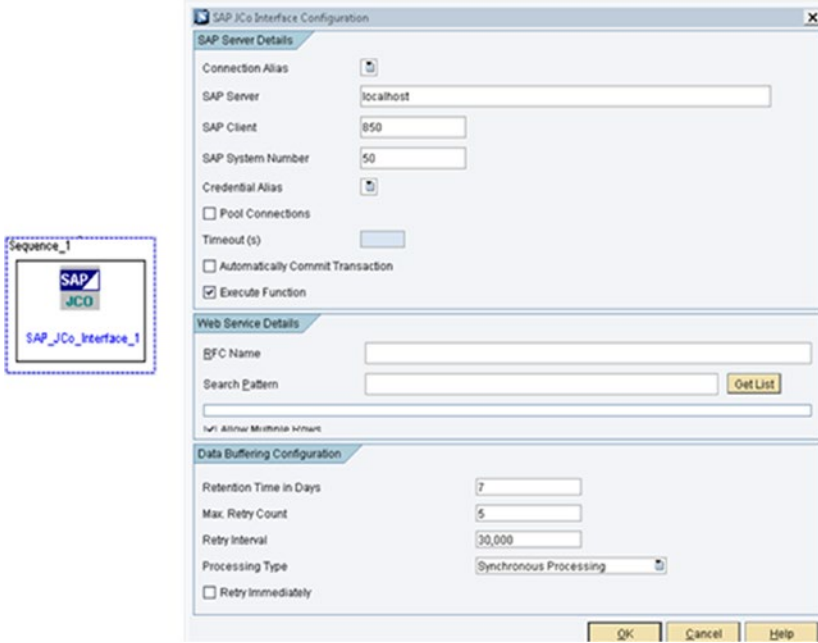 SAP JCo Interface Configuration
SAP Server Details
Connection Alias
SAP Server localhost
SAP Client 850
SAP System Number 50
Credential Alias
Pool Connections
Timeout (s)
Automatically Commit Transaction
Execute Function
Sequence_1
SAP
JCO
SAP_JCo_Interface_1
Web Service Details
RFC Name
Search Pattern Get List
Allow Multiple Rows
Data Buffering Configuration
Retention Time in Days 7
Max. Retry Count 5
Retry Interval 30,000
Processing Type Synchronous Processing
Retry Immediately
OK Cancel Help